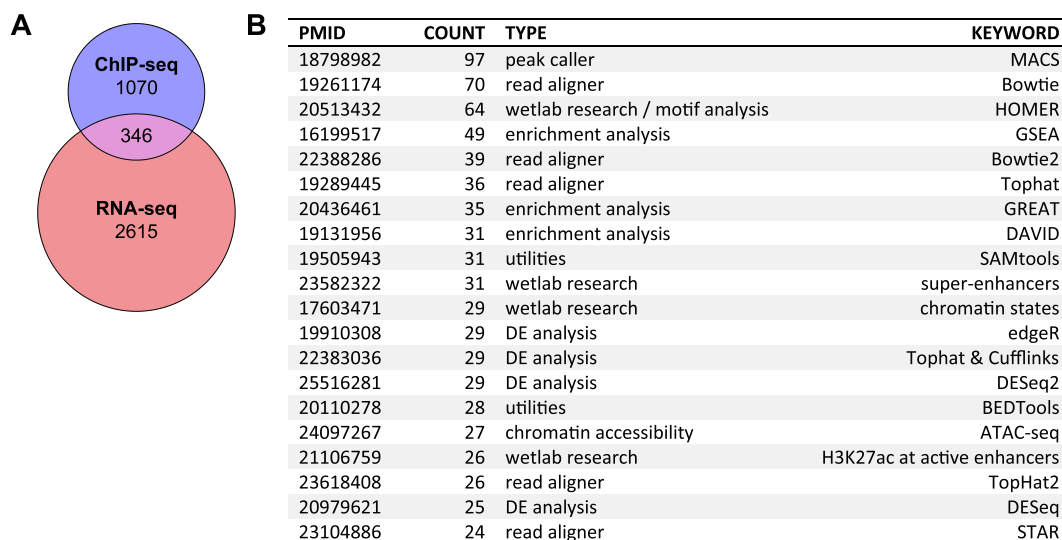 A
ChIP-seq
1070
346
RNA-seq
2615
B
PMID COUNT TYPE KEYWORD
18798982 97 peak caller MACS
19261174 70 read aligner Bowtie
20513432 64 wetlab research / motif analysis HOMER
16199517 49 enrichment analysis GSEA
22388286 39 read aligner Bowtie2
19289445 36 read aligner Tophat
20436461 35 enrichment analysis GREAT
19131956 31 enrichment analysis DAVID
19505943 31 utilities SAMtools
23582322 31 wetlab research super-enhancers
17603471 29 wetlab research chromatin states
19910308 29 DE analysis edgeR
22383036 29 DE analysis Tophat & Cufflinks
25516281 29 DE analysis DESeq2
20110278 28 utilities BEDTools
24097267 27 chromatin accessibility ATAC-seq
21106759 26 wetlab research H3K27ac at active enhancers
23618408 26 read aligner TopHat2
20979621 25 DE analysis DESeq
23104886 24 read aligner STAR